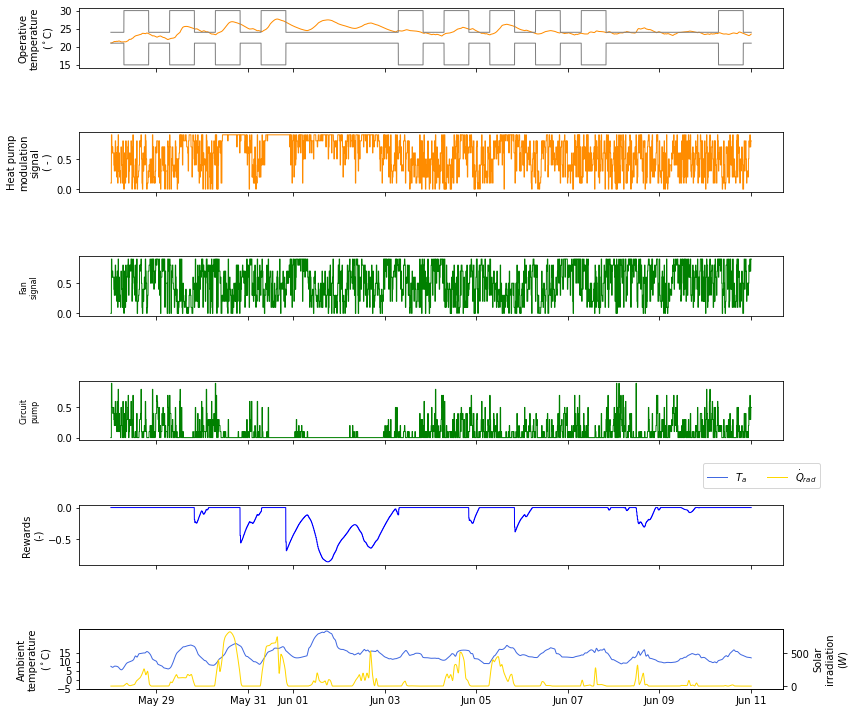 Operative
temperature
(°C)
30
25
20
15
Heat pump
modulation
signal
( - )
0.5
0.0
Fan
signal
0.5
0.0
Circuit
pump
0.5
0.0
T_a Q̇_rad
Rewards
(-)
0.0
−0.5
Ambient
temperature
(°C)
15
10
5
0
−5
500
0
Solar
irradiation
(W)
May 29 May 31 Jun 01 Jun 03 Jun 05 Jun 07 Jun 09 Jun 11